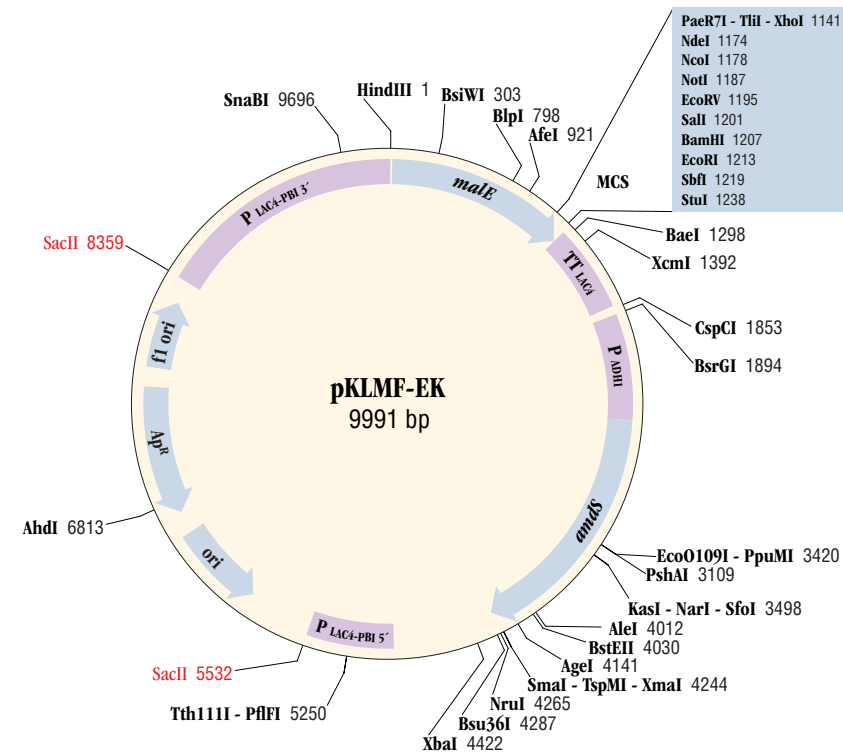 PaeR7I - TliI - XhoI 1141
NdeI 1174
NcoI 1178
NotI 1187
EcoRV 1195
SalI 1201
BamHI 1207
EcoRI 1213
SbfI 1219
StuI 1238
MCS
HindIII 1
BsiWI 303
BlpI 798
AfeI 921
SnaBI 9696
BaeI 1298
XcmI 1392
CspCI 1853
BsrGI 1894
SacII 8359
P LAC4-PBI 3´
malE
TT LAC4
P ADH1
amdS
f1 ori
ApR
ori
P LAC4-PBI 5´
pKLMF-EK
9991 bp
AhdI 6813
EcoO109I - PpuMI 3420
PshAI 3109
KasI - NarI - SfoI 3498
AleI 4012
BstEII 4030
AgeI 4141
SmaI - TspMI - XmaI 4244
NruI 4265
Bsu36I 4287
XbaI 4422
SacII 5532
Tth111I - PflFI 5250